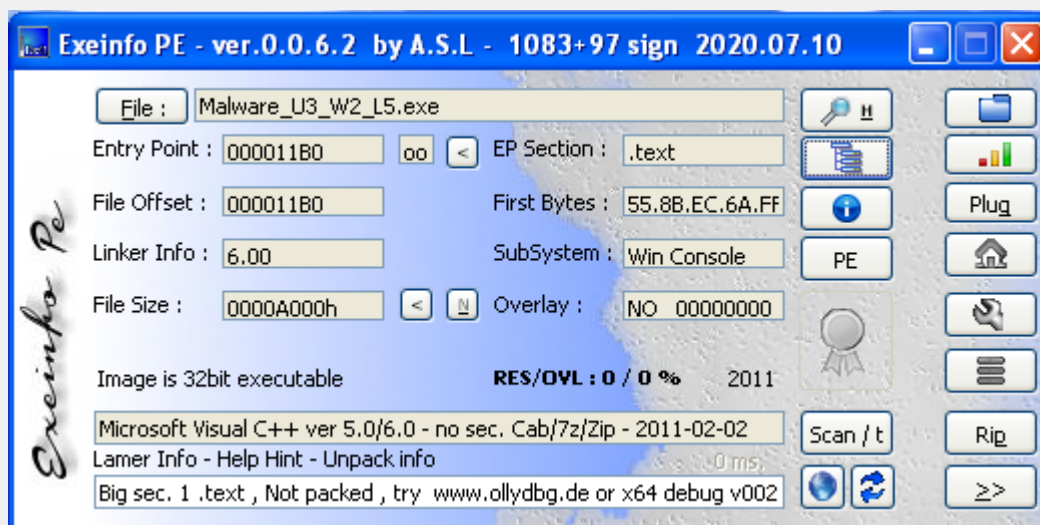 Exeinfo PE - ver.0.0.6.2 by A.S.L - 1083+97 sign 2020.07.10
File : Malware_U3_W2_L5.exe H
Entry Point : 000011B0 oo < EP Section : .text
File Offset : 000011B0 First Bytes : 55.8B.EC.6A.FF Plug
Linker Info : 6.00 SubSystem : Win Console PE
File Size : 0000A000h < N Overlay : NO 00000000
Image is 32bit executable RES/OVL : 0 / 0 % 2011
Microsoft Visual C++ ver 5.0/6.0 - no sec. Cab/7z/Zip - 2011-02-02 Scan / t Rip
Lamer Info - Help Hint - Unpack info 0 ms.
Big sec. 1 .text , Not packed , try www.ollydbg.de or x64 debug v002 >>
Exeinfo Pe